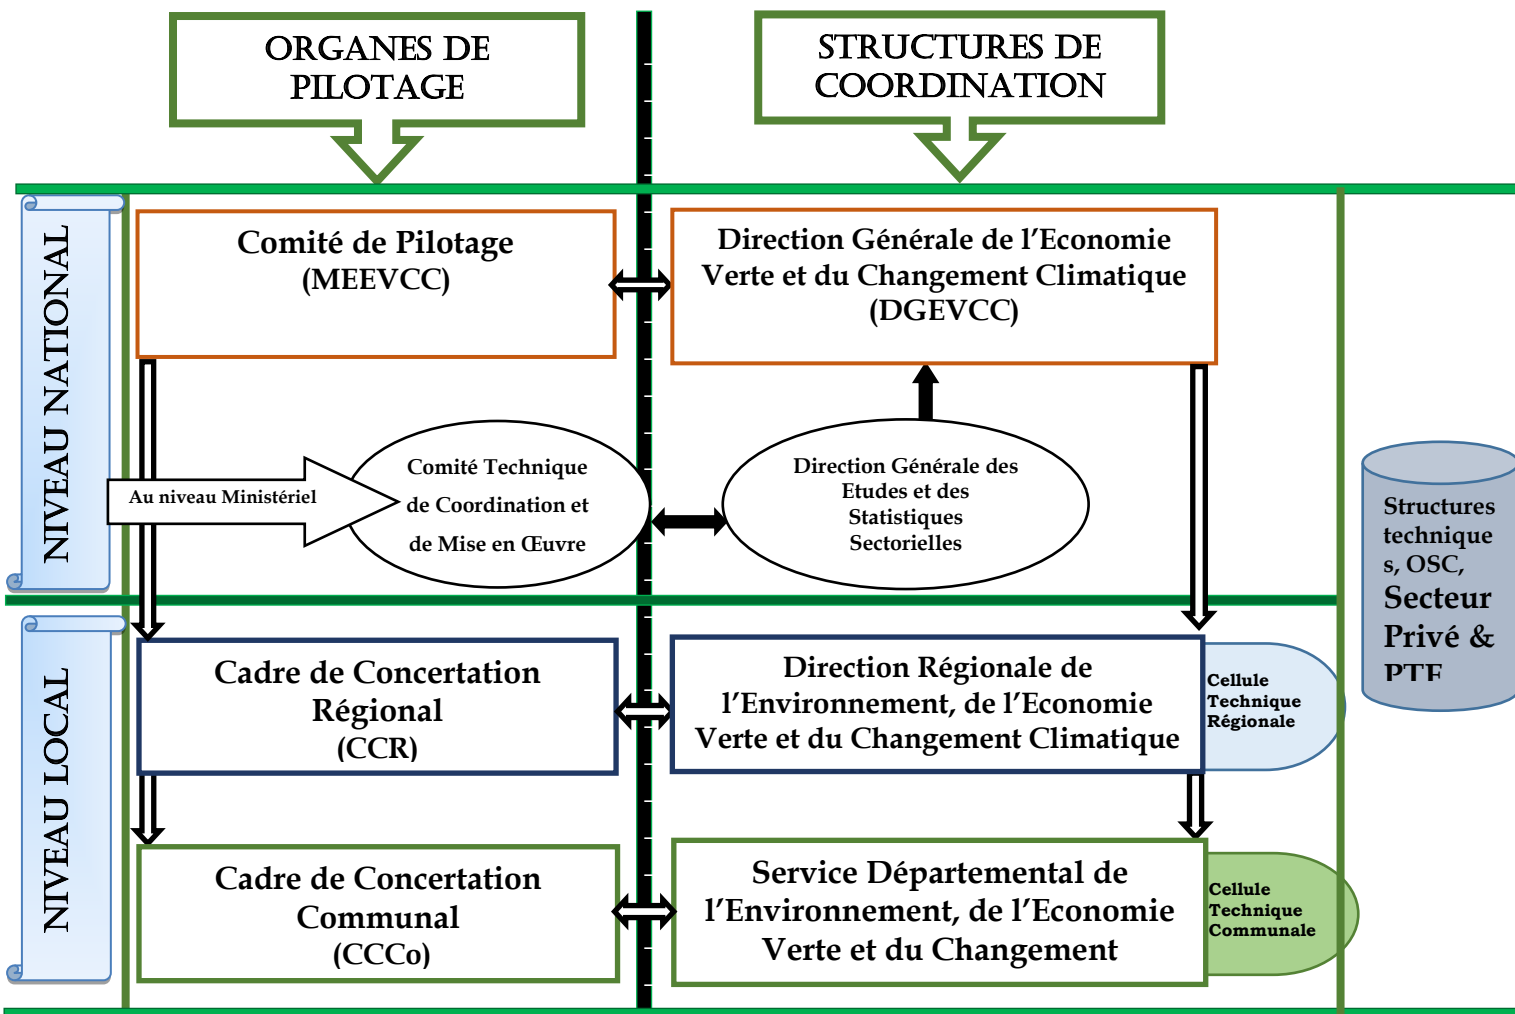 ORGANES DE
PILOTAGE
STRUCTURES DE
COORDINATION
NIVEAU NATIONAL
Comité de Pilotage
(MEEVCC)
Direction Générale de l’Economie
Verte et du Changement Climatique
(DGEVCC)
Au niveau Ministériel
Comité Technique
de Coordination et
de Mise en Œuvre
Direction Générale des
Etudes et des
Statistiques
Sectorielles
Structures
technique
s, OSC,
Secteur
Privé &
PTF
NIVEAU LOCAL
Cadre de Concertation
Régional
(CCR)
Direction Régionale de
l’Environnement, de l’Economie
Verte et du Changement Climatique
Cellule
Technique
Régionale
Cadre de Concertation
Communal
(CCCo)
Service Départemental de
l’Environnement, de l’Economie
Verte et du Changement
Cellule
Technique
Communale